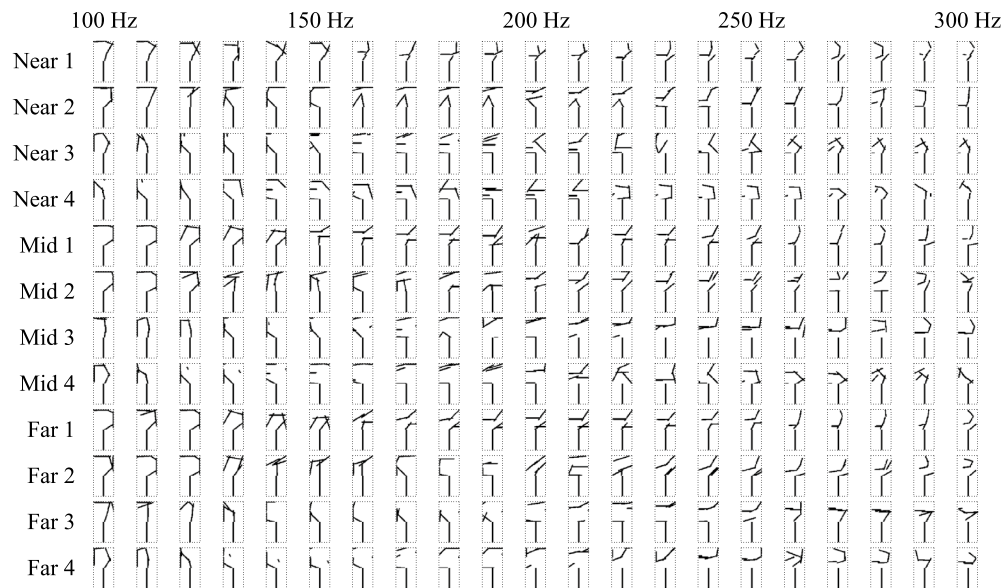 100 Hz 150 Hz 200 Hz 250 Hz 300 Hz
Near 1
Near 2
Near 3
Near 4
Mid 1
Mid 2
Mid 3
Mid 4
Far 1
Far 2
Far 3
Far 4